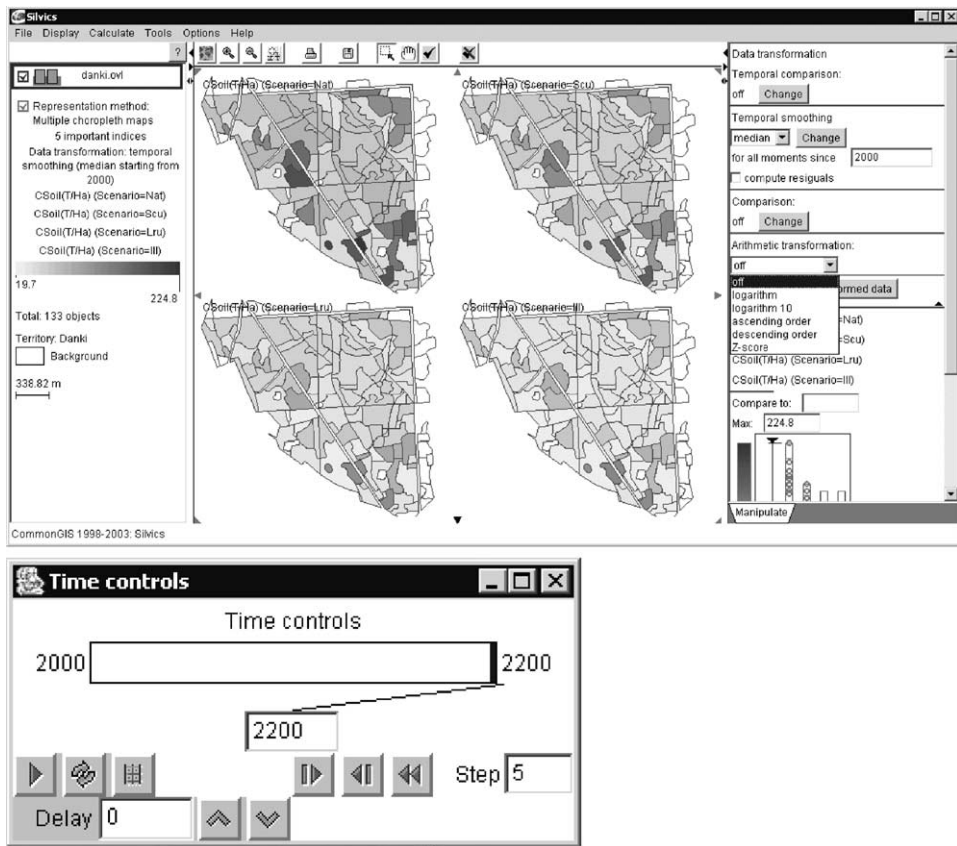 Silvics
File Display Calculate Tools Options Help
?
danki.ovl
Representation method:
Multiple choropleth maps
5 important indices
Data transformation: temporal
smoothing (median starting from
2000)
CSoil(T/Ha) (Scenario=Nat)
CSoil(T/Ha) (Scenario=Scu)
CSoil(T/Ha) (Scenario=Lru)
CSoil(T/Ha) (Scenario=Ill)
19.7
224.8
Total: 133 objects
Territory: Danki
Background
338.82 m
CSoil(T/Ha) (Scenario=Nat)
CSoil(T/Ha) (Scenario=Scu)
CSoil(T/Ha) (Scenario=Lru)
CSoil(T/Ha) (Scenario=Ill)
Data transformation
Temporal comparison:
off Change
Temporal smoothing
median Change
for all moments since 2000
compute resiguals
Comparison:
off Change
Arithmetic transformation:
off
off
logarithm
logarithm 10
ascending order
descending order
Z-score
ormed data
=Nat)
=Scu)
CSoil(T/Ha) (Scenario=Lru)
CSoil(T/Ha) (Scenario=Ill)
Compare to:
Max: 224.8
Manipulate
CommonGIS 1998-2003: Silvics
Time controls
Time controls
2000 2200
2200
Step 5
Delay 0